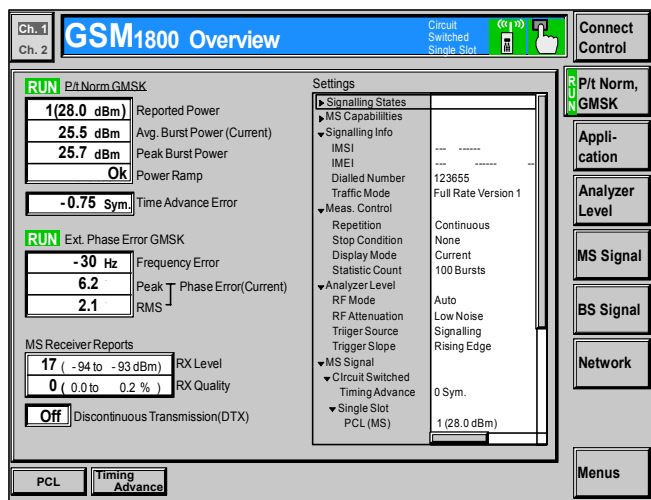 Ch. 1
Ch. 2
GSM1800 Overview
Circuit
Switched
Single Slot
Connect
Control
RUN P/t Norm GMSK
1(28.0 dBm) Reported Power
25.5 dBm Avg. Burst Power (Current)
25.7 dBm Peak Burst Power
Ok Power Ramp
-0.75 Sym. Time Advance Error
RUN Ext. Phase Error GMSK
-30 Hz Frequency Error
6.2 Peak Phase Error(Current)
2.1 RMS
MS Receiver Reports
17 ( -94 to -93 dBm) RX Level
0 ( 0.0 to 0.2 % ) RX Quality
Off Discontinuous Transmission(DTX)
Settings
Signalling States
MS Capabililties
Signalling Info
IMSI --- ------
IMEI --- ------ --
Dialled Number 123655
Traffic Mode Full Rate Version 1
Meas. Control
Repetition Continuous
Stop Condition None
Display Mode Current
Statistic Count 100 Bursts
Analyzer Level
RF Mode Auto
RF Attenuation Low Noise
Triiger Source Signalling
Trigger Slope Rising Edge
MS Signal
CIrcuit Switched
Timing Advance 0 Sym.
Single Slot
PCL (MS) 1 (28.0 dBm)
RUN
P/t Norm,
GMSK
Appli-
cation
Analyzer
Level
MS Signal
BS Signal
Network
Menus
PCL
Timing
Advance